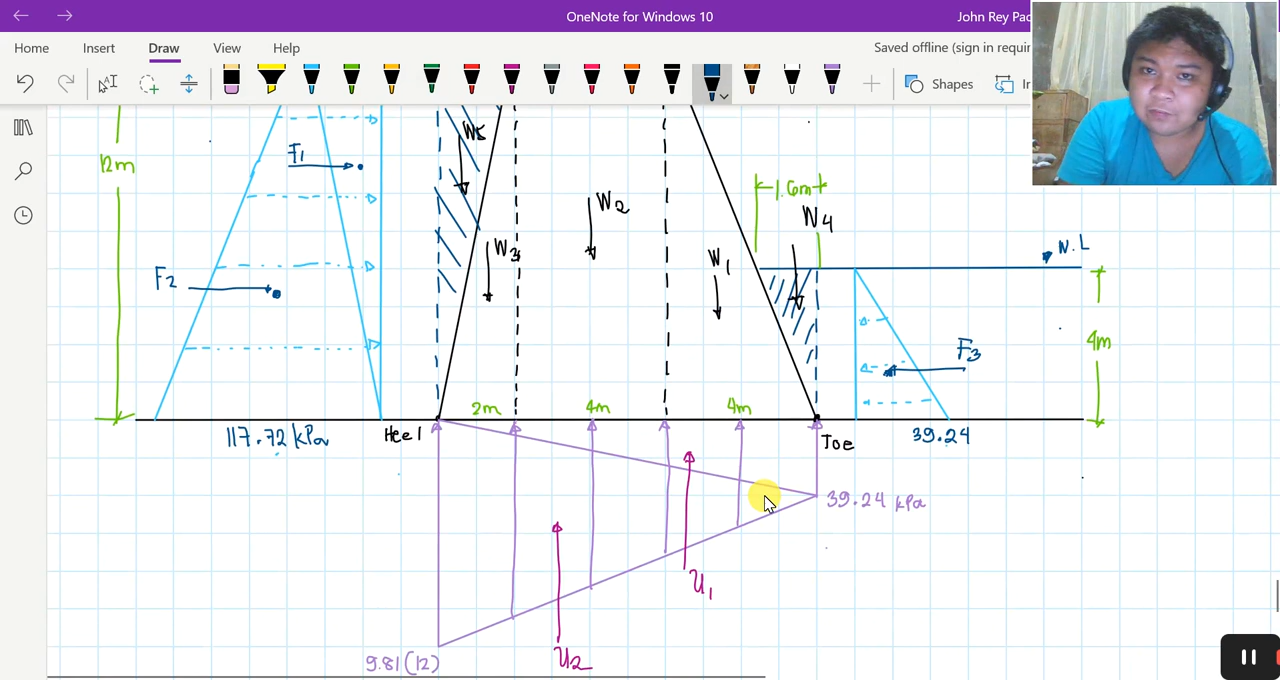 OneNote for Windows 10
John Rey Pac
Home Insert Draw View Help
Saved offline (sign in requir
Shapes
In
12m
F1
F2
W5
W3
W2
W1
1.6m
W4
W.L
4m
F3
2m 4m 4m
117.72 kPa
Heel
Toe
39.24
39.24 kPa
U1
U2
9.81(12)